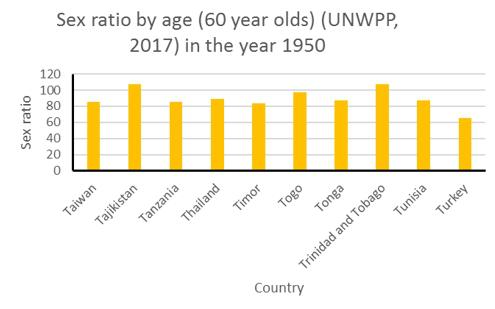 Sex ratio by age (60 year olds) (UNWPP,
2017) in the year 1950
Sex ratio
120
100
80
60
40
20
0
Taiwan
Tajikistan
Tanzania
Thailand
Timor
Togo
Tonga
Trinidad and Tobago
Tunisia
Turkey
Country